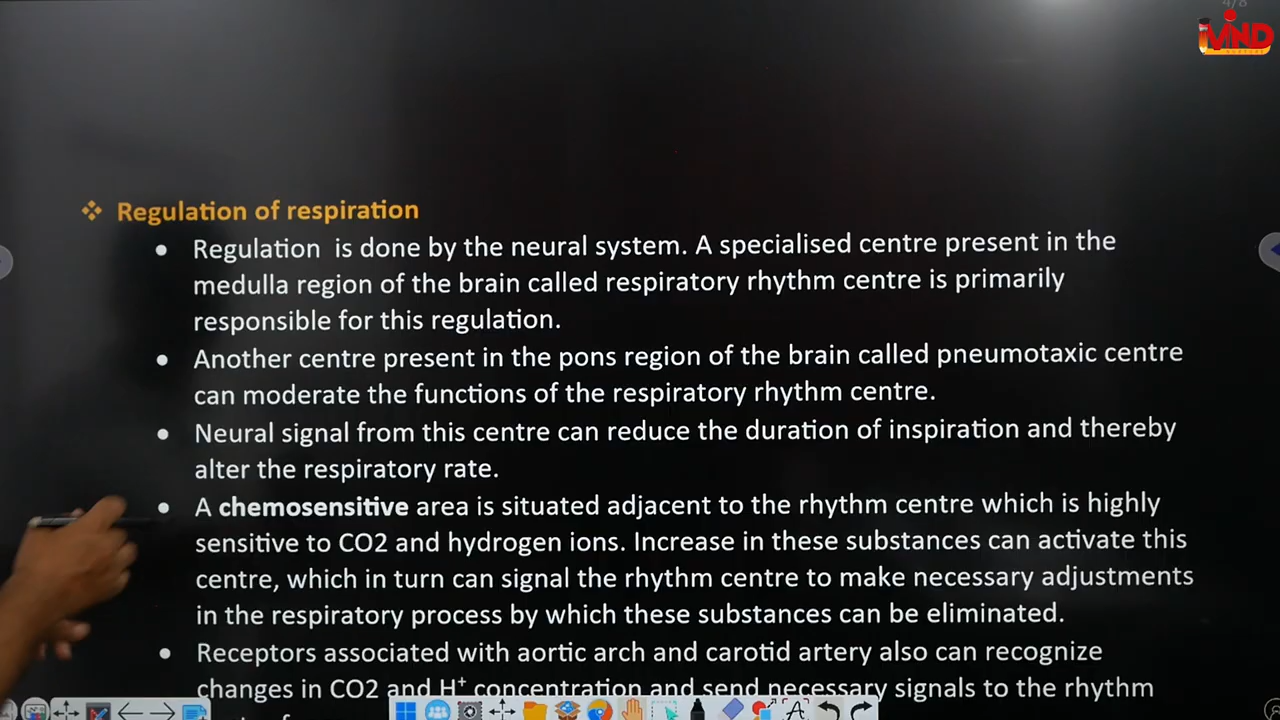 4/8
iMIND
❖ Regulation of respiration
• Regulation is done by the neural system. A specialised centre present in the
medulla region of the brain called respiratory rhythm centre is primarily
responsible for this regulation.
• Another centre present in the pons region of the brain called pneumotaxic centre
can moderate the functions of the respiratory rhythm centre.
• Neural signal from this centre can reduce the duration of inspiration and thereby
alter the respiratory rate.
• A chemosensitive area is situated adjacent to the rhythm centre which is highly
sensitive to CO2 and hydrogen ions. Increase in these substances can activate this
centre, which in turn can signal the rhythm centre to make necessary adjustments
in the respiratory process by which these substances can be eliminated.
• Receptors associated with aortic arch and carotid artery also can recognize
changes in CO2 and H⁺ concentration and send necessary signals to the rhythm